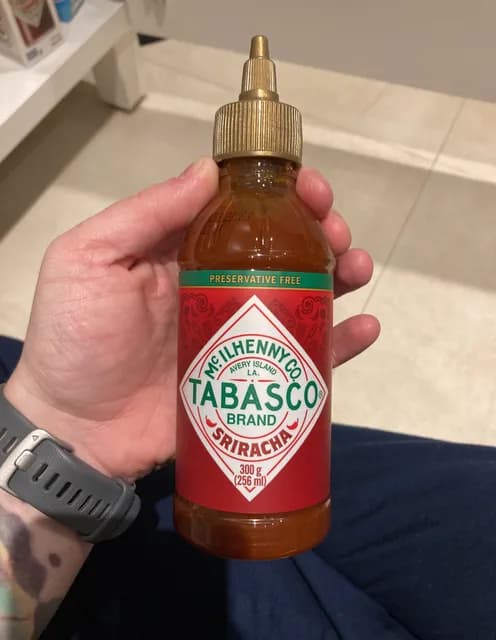 PRESERVATIVE FREE
McILHENNY CO.
AVERY ISLAND
LA.
TABASCO®
BRAND
SRIRACHA
300 g
(256 ml)